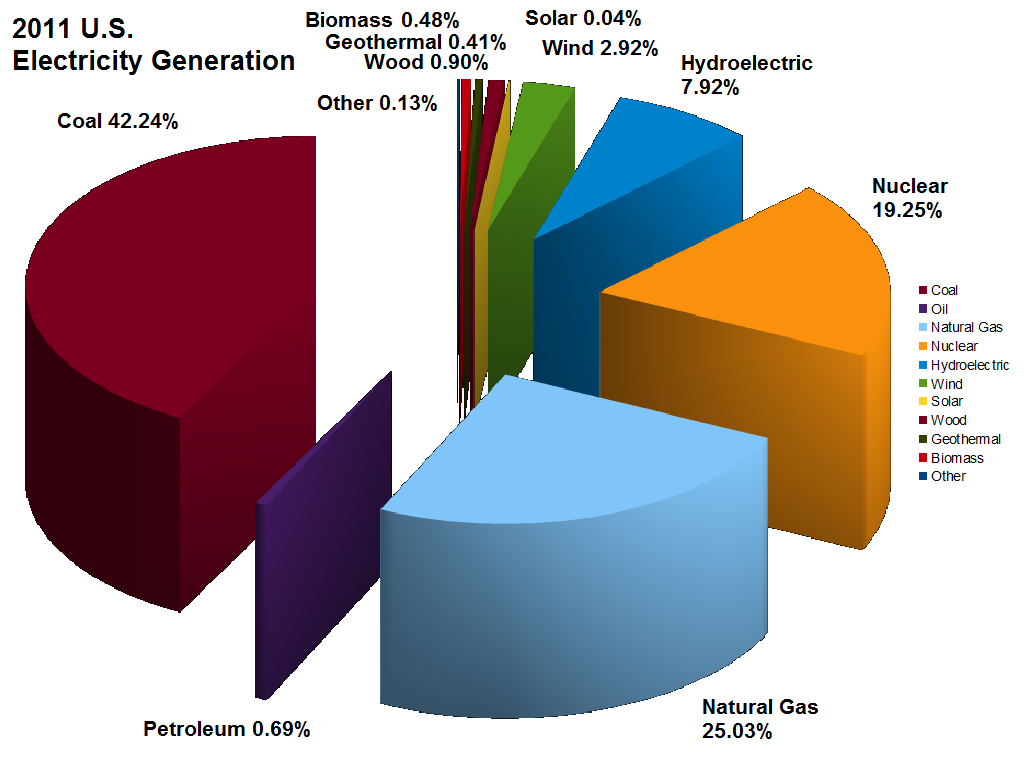 2011 U.S.
Electricity Generation
Biomass 0.48%
Geothermal 0.41%
Wood 0.90%
Other 0.13%
Solar 0.04%
Wind 2.92%
Hydroelectric
7.92%
Coal 42.24%
Nuclear
19.25%
Coal
Oil
Natural Gas
Nuclear
Hydroelectric
Wind
Solar
Wood
Geothermal
Biomass
Other
Petroleum 0.69%
Natural Gas
25.03%